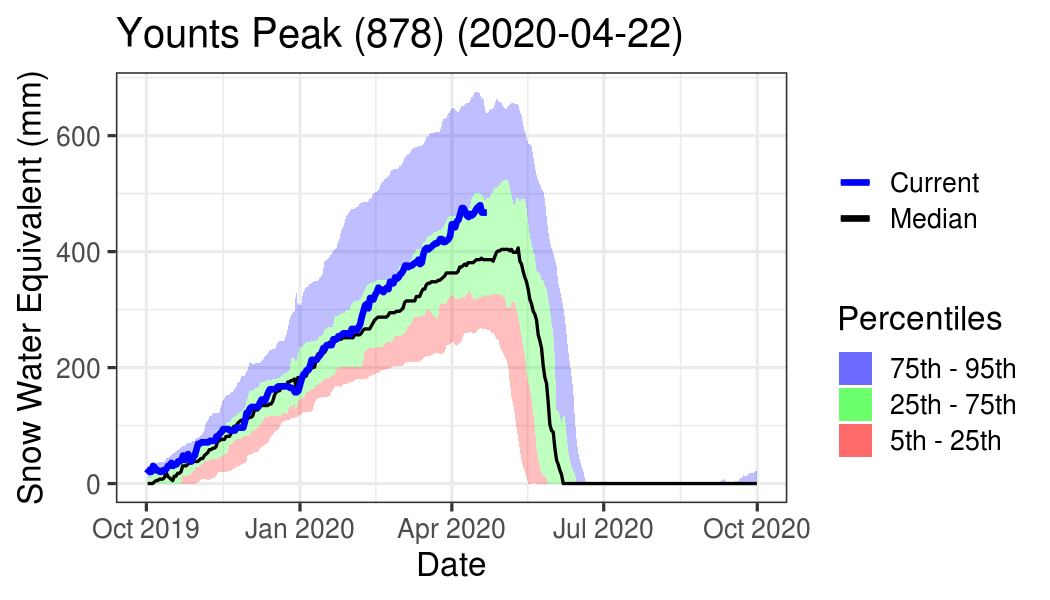 Younts Peak (878) (2020-04-22)
Snow Water Equivalent (mm)
600
400
200
0
Oct 2019
Jan 2020
Apr 2020
Jul 2020
Oct 2020
Date
Current
Median
Percentiles
75th - 95th
25th - 75th
5th - 25th